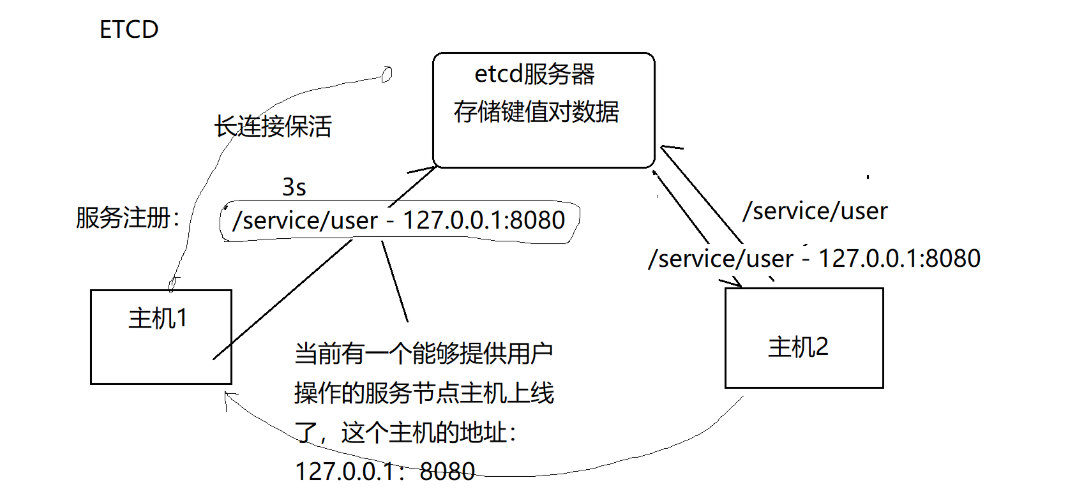 ETCD
etcd服务器
存储键值对数据
长连接保活
3s
服务注册：
/service/user - 127.0.0.1:8080
/service/user
/service/user - 127.0.0.1:8080
主机1
主机2
当前有一个能够提供用户
操作的服务节点主机上线
了，这个主机的地址：
127.0.0.1：8080